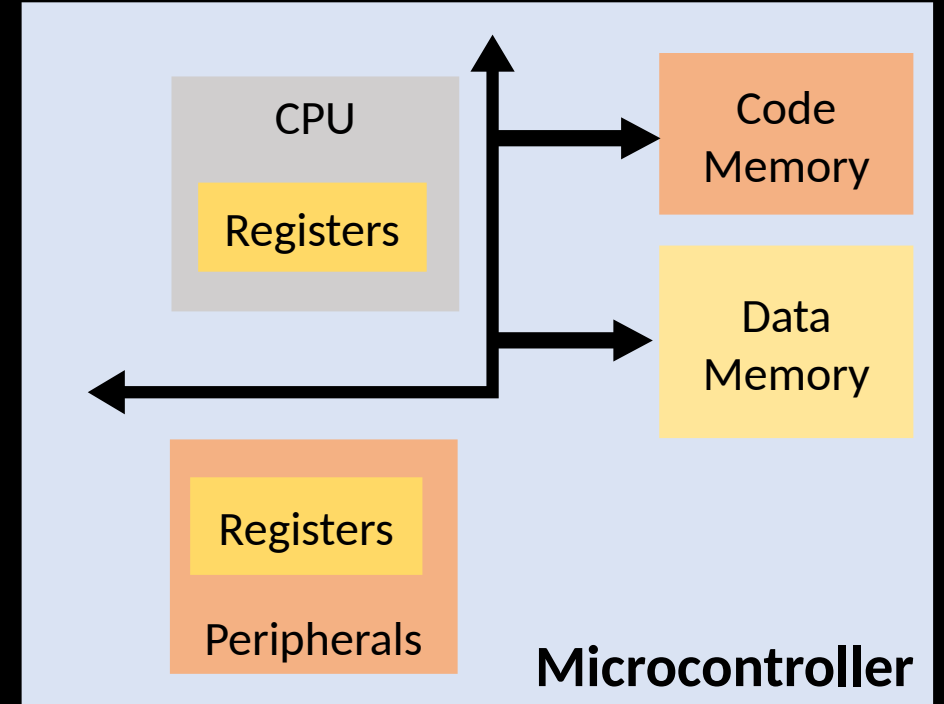 CPU
Registers
Code
Memory
Data
Memory
Registers
Peripherals
Microcontroller